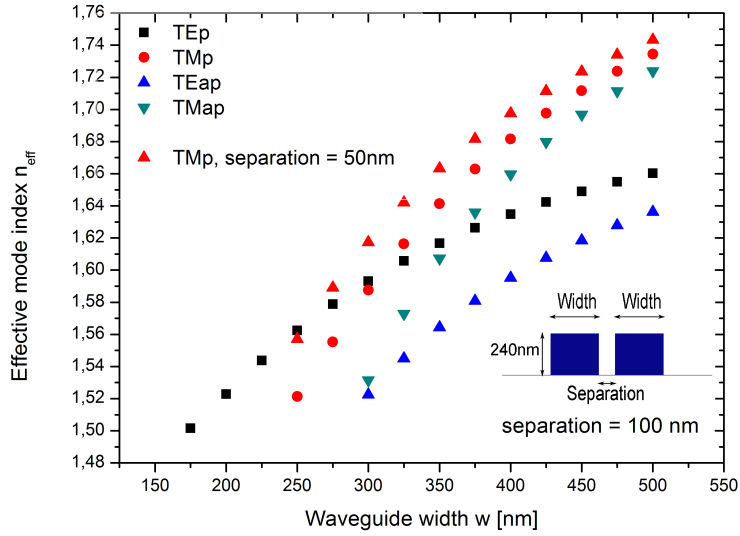 1,76
1,74
1,72
1,70
1,68
1,66
1,64
1,62
1,60
1,58
1,56
1,54
1,52
1,50
1,48
Effective mode index neff
TEp
TMp
TEap
TMap
TMp, separation = 50nm
Width Width
240nm
Separation
separation = 100 nm
150 200 250 300 350 400 450 500 550
Waveguide width w [nm]